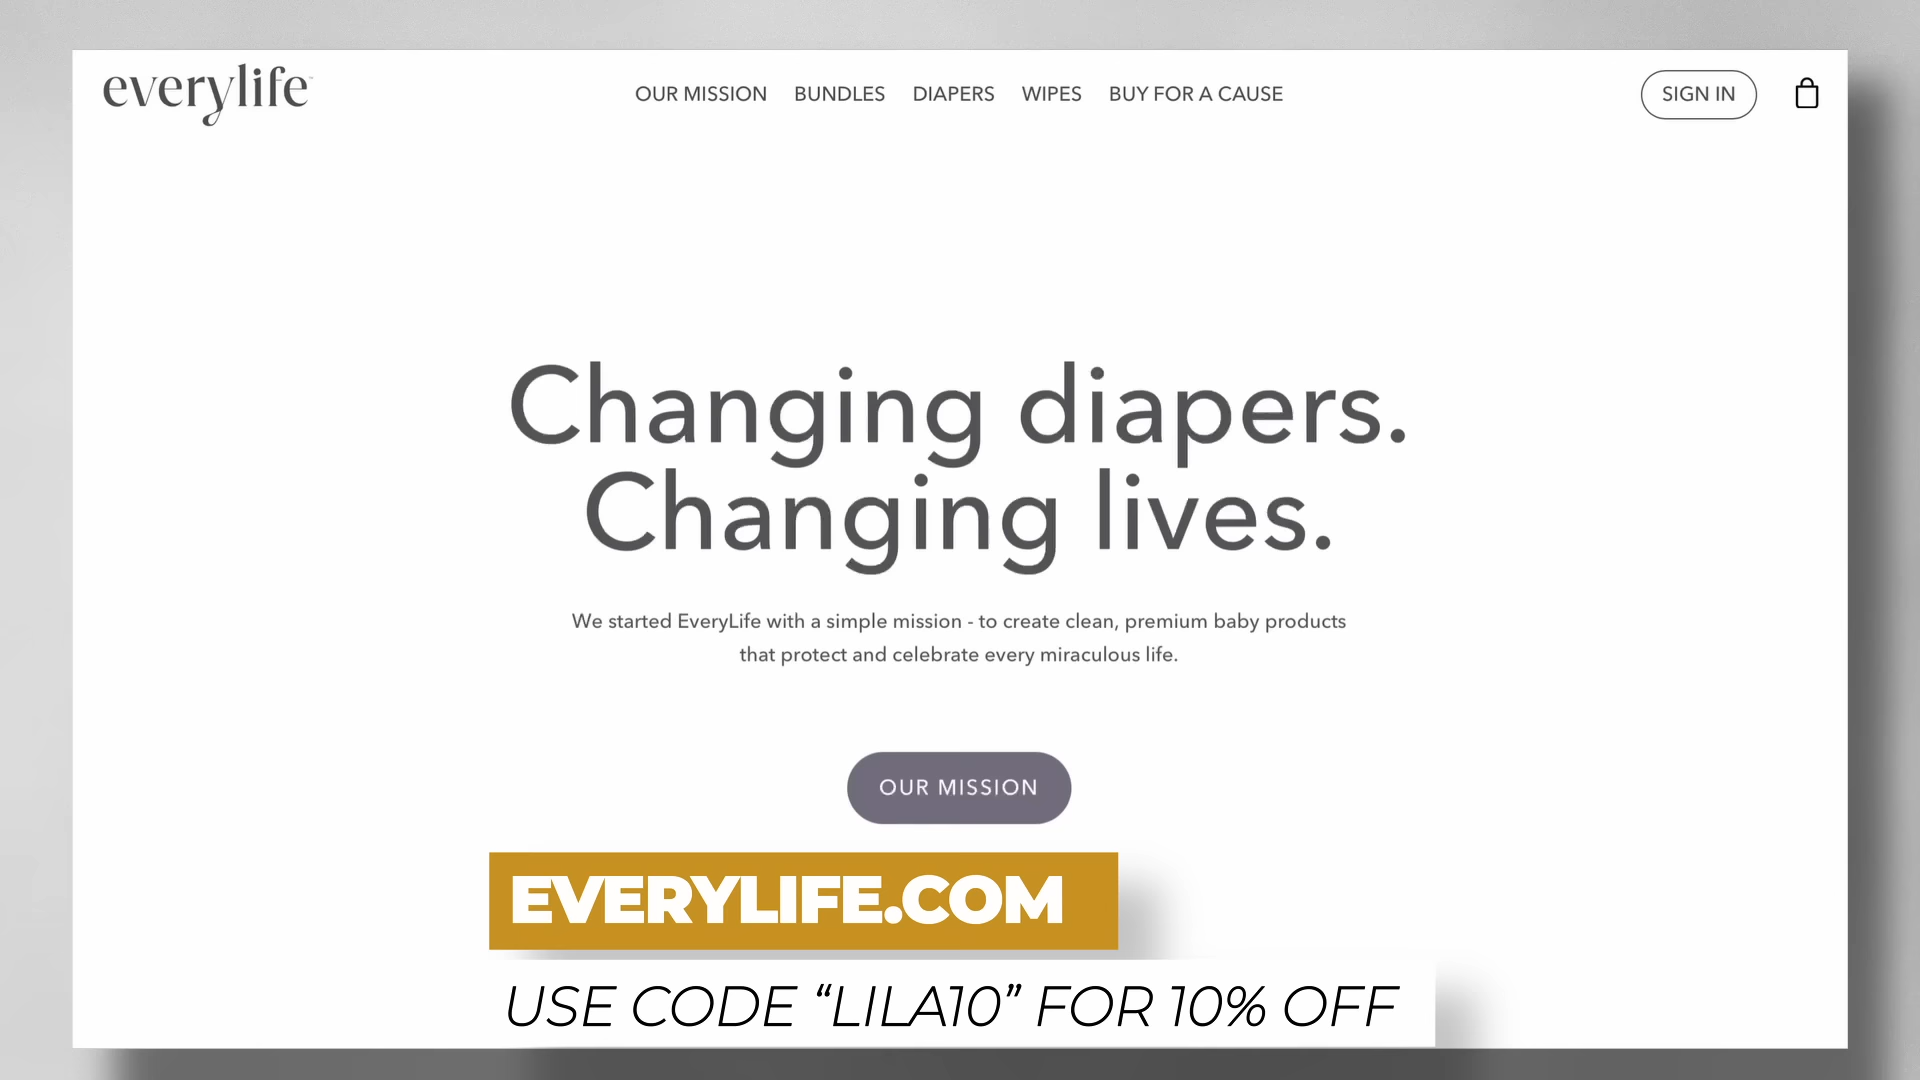 everylife
OUR MISSION BUNDLES DIAPERS WIPES BUY FOR A CAUSE
SIGN IN
Changing diapers.
Changing lives.
We started EveryLife with a simple mission - to create clean, premium baby products
that protect and celebrate every miraculous life.
OUR MISSION
EVERYLIFE.COM
USE CODE “LILA10” FOR 10% OFF